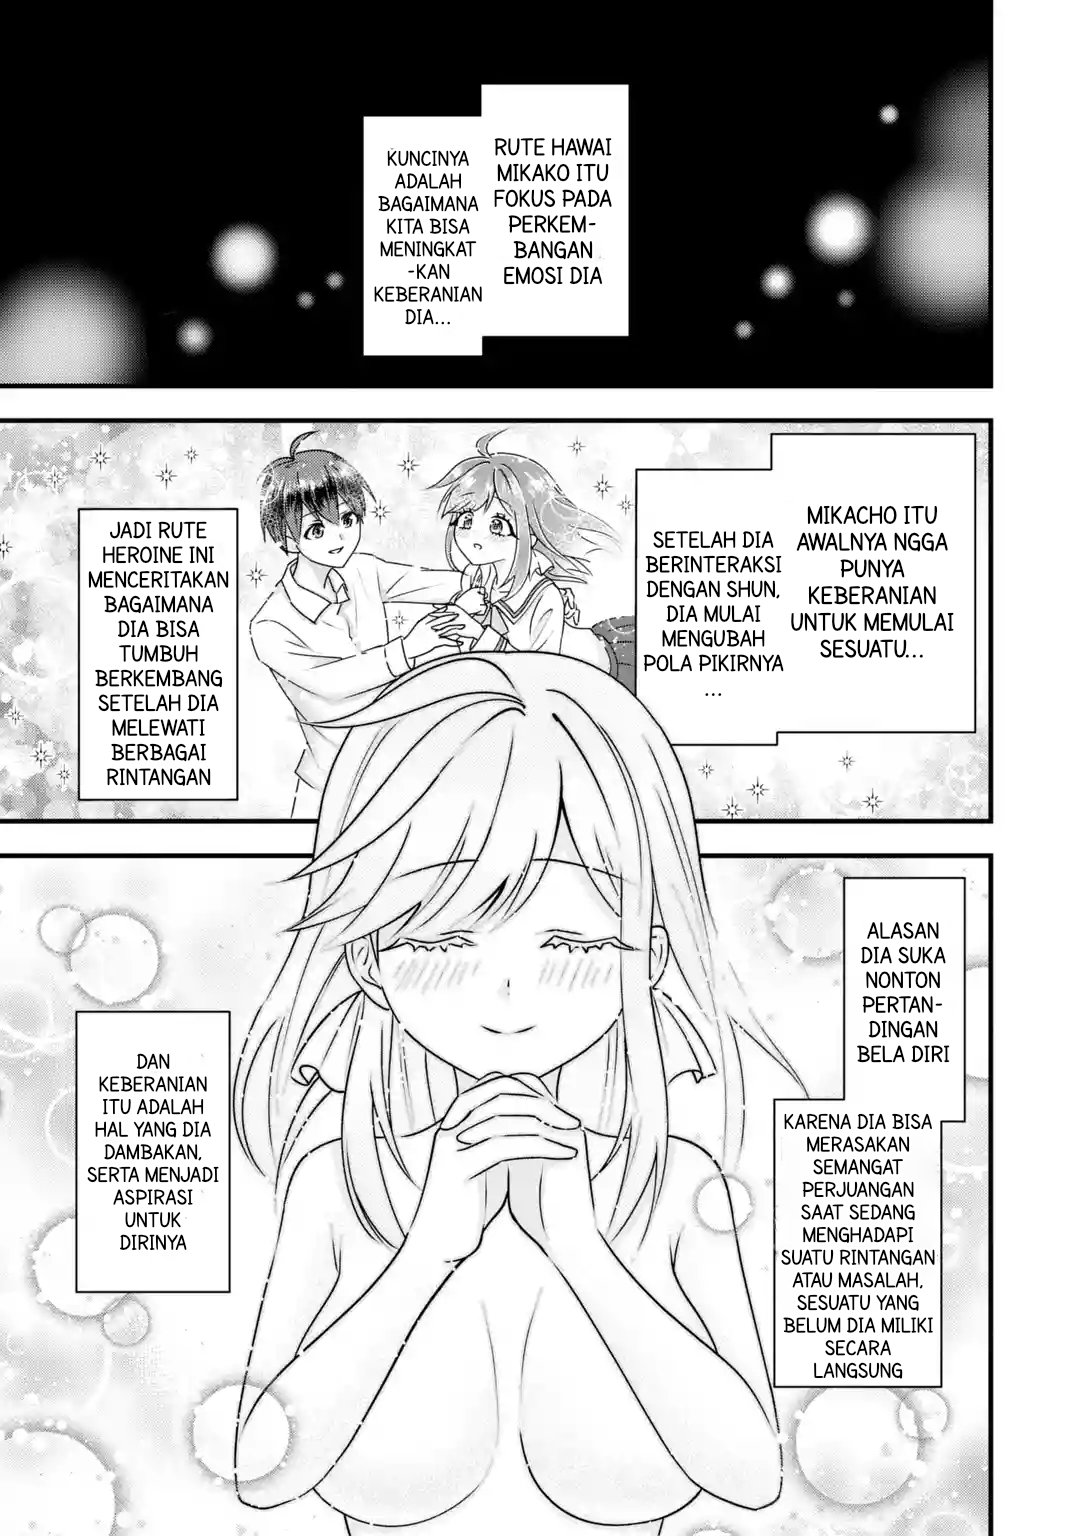 RUTE HAWAI
MIKAKO ITU
FOKUS PADA
PERKEM-
BANGAN
EMOSI DIA
KUNCINYA
ADALAH
BAGAIMANA
KITA BISA
MENINGKAT
-KAN
KEBERANIAN
DIA...
MIKACHO ITU
AWALNYA NGGA
PUNYA
KEBERANIAN
UNTUK MEMULAI
SESUATU...
SETELAH DIA
BERINTERAKSI
DENGAN SHUN,
DIA MULAI
MENGUBAH
POLA PIKIRNYA
...
JADI RUTE
HEROINE INI
MENCERITAKAN
BAGAIMANA
DIA BISA
TUMBUH
BERKEMBANG
SETELAH DIA
MELEWATI
BERBAGAI
RINTANGAN
ALASAN
DIA SUKA
NONTON
PERTAN-
DINGAN
BELA DIRI
KARENA DIA BISA
MERASAKAN
SEMANGAT
PERJUANGAN
SAAT SEDANG
MENGHADAPI
SUATU RINTANGAN
ATAU MASALAH,
SESUATU YANG
BELUM DIA MILIKI
SECARA
LANGSUNG
DAN
KEBERANIAN
ITU ADALAH
HAL YANG DIA
DAMBAKAN,
SERTA MENJADI
ASPIRASI
UNTUK
DIRINYA